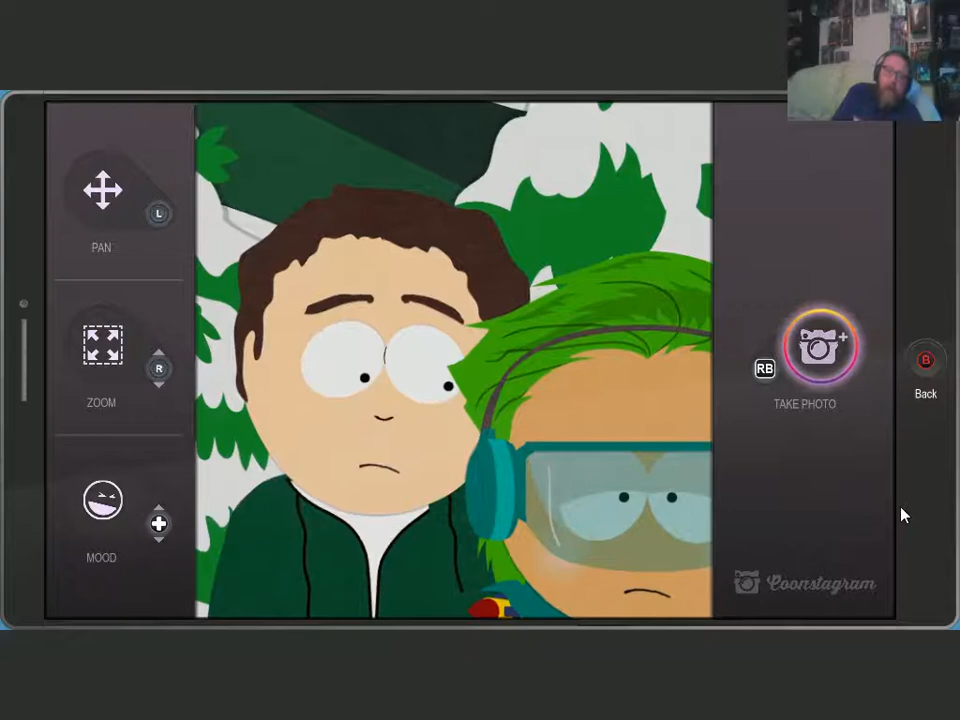 L
PAN
R
ZOOM
MOOD
RB
TAKE PHOTO
B
Back
Coonstagram